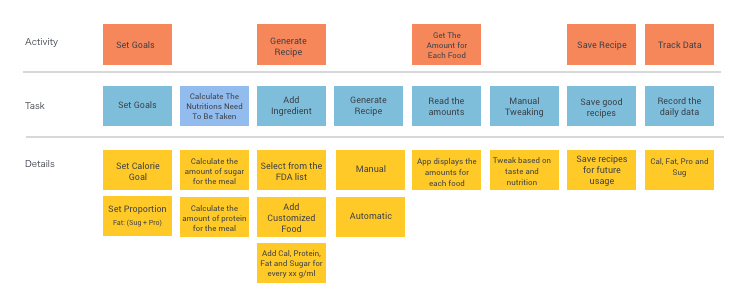 Activity
Set Goals
Generate
Recipe
Get The
Amount for
Each Food
Save Recipe
Track Data
Task
Set Goals
Calculate The
Nutritions Need
To Be Taken
Add
Ingredient
Generate
Recipe
Read the
amounts
Manual
Tweaking
Save good
recipes
Record the
daily data
Details
Set Calorie
Goal
Calculate the
amount of sugar
for the meal
Select from the
FDA list
Manual
App displays the
amounts for
each food
Tweak based on
taste and
nutrition
Save recipes
for future
usage
Cal, Fat, Pro and
Sug
Set Proportion
Fat: (Sug + Pro)
Calculate the
amount of protein
for the meal
Add
Customized
Food
Automatic
Add Cal, Protein,
Fat and Sugar for
every xx g/ml